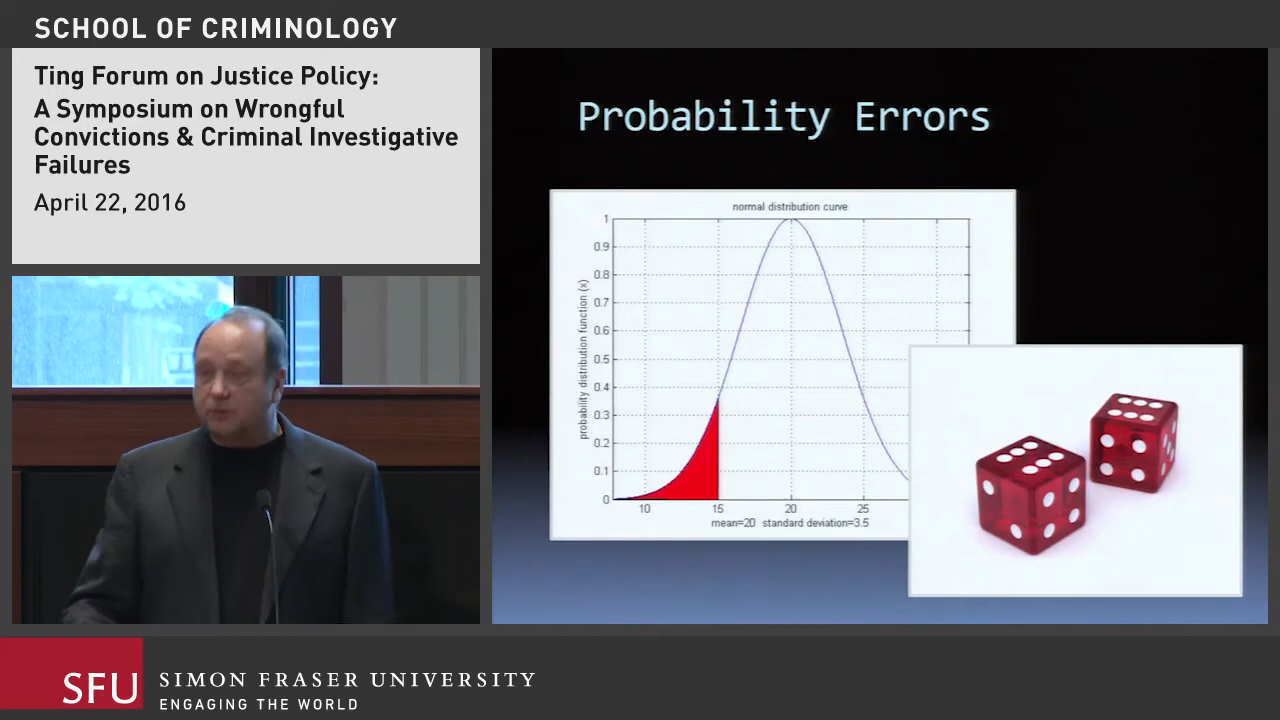 SCHOOL OF CRIMINOLOGY
Ting Forum on Justice Policy:
A Symposium on Wrongful
Convictions & Criminal Investigative
Failures
April 22, 2016
Probability Errors
normal distribution curve
probability distribution function (x)
1
0.9
0.8
0.7
0.6
0.5
0.4
0.3
0.2
0.1
0
10 15 20 25
mean=20 standard deviation=3.5
SFU SIMON FRASER UNIVERSITY
ENGAGING THE WORLD